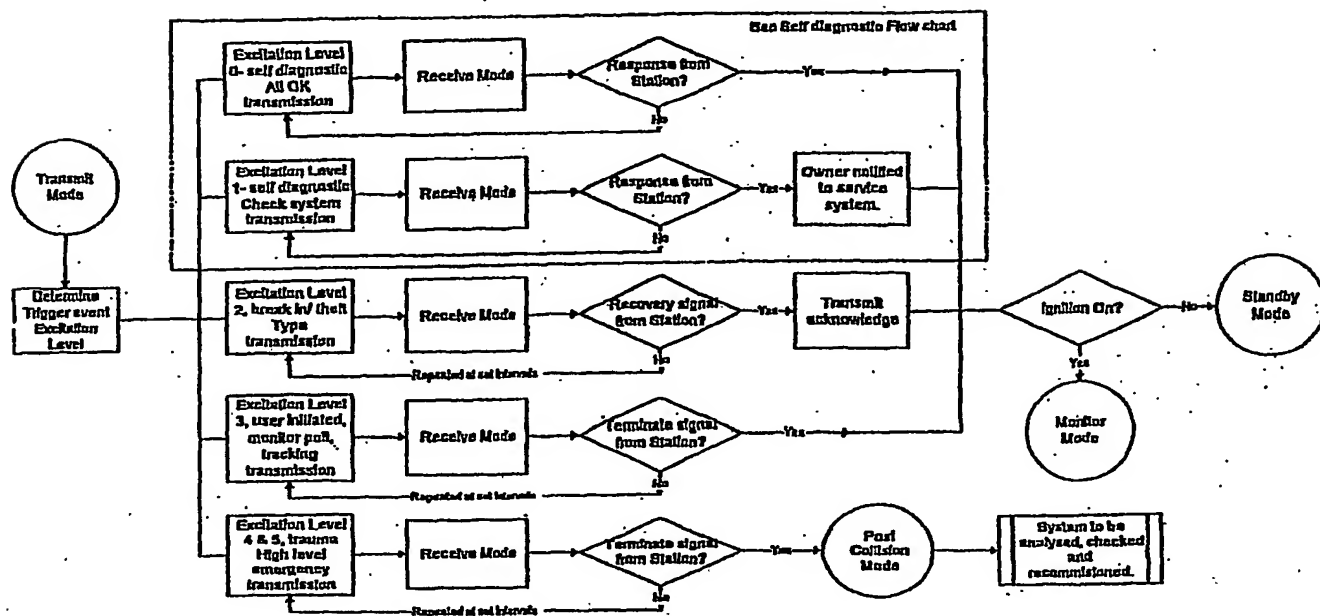 See Self diagnostic Flow chart
Excitation Level
0- self diagnostic
All OK
transmission
Receive Mode
Response from
Station?
Yes
No
Transmit
Mode
Excitation Level
1- self diagnostic
Check system
transmission
Receive Mode
Response from
Station?
Yes
Owner notified
to service
system.
No
Determine
Trigger event
Excitation
Level
Excitation Level
2, break in/ theft
Type
transmission
Receive Mode
Recovery signal
from Station?
Yes
Transmit
acknowledge
Ignition On?
No
Standby
Mode
No
Repeated at set intervals
Yes
Monitor
Mode
Excitation Level
3, user initiated,
monitor poll,
tracking
transmission
Receive Mode
Terminate signal
from Station?
Yes
No
Repeated at set intervals
Excitation Level
4 & 5, trauma
High level
emergency
transmission
Receive Mode
Terminate signal
from Station?
Yes
Post
Collision
Mode
System to be
analysed, checked
and
recommisioned.
No
Repeated at set intervals